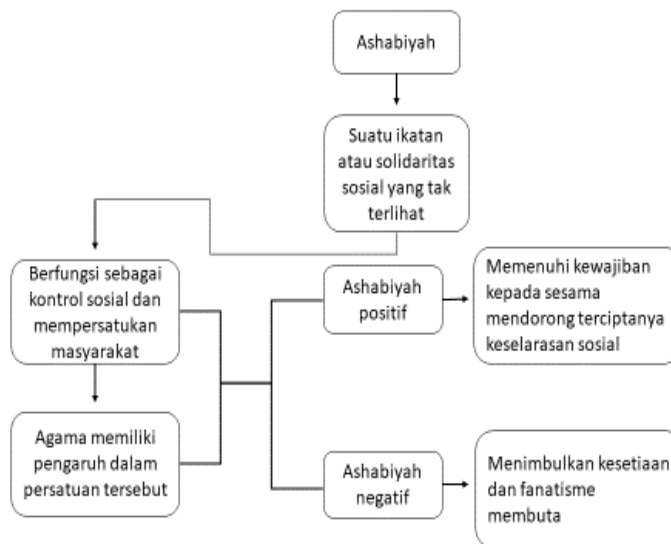 Ashabiyah
Suatu ikatan
atau solidaritas
sosial yang tak
terlihat
Berfungsi sebagai
kontrol sosial dan
mempersatukan
masyarakat
Agama memiliki
pengaruh dalam
persatuan tersebut
Ashabiyah
positif
Memenuhi kewajiban
kepada sesama
mendorong terciptanya
keselarasan sosial
Ashabiyah
negatif
Menimbulkan kesetiaan
dan fanatisme
membuta